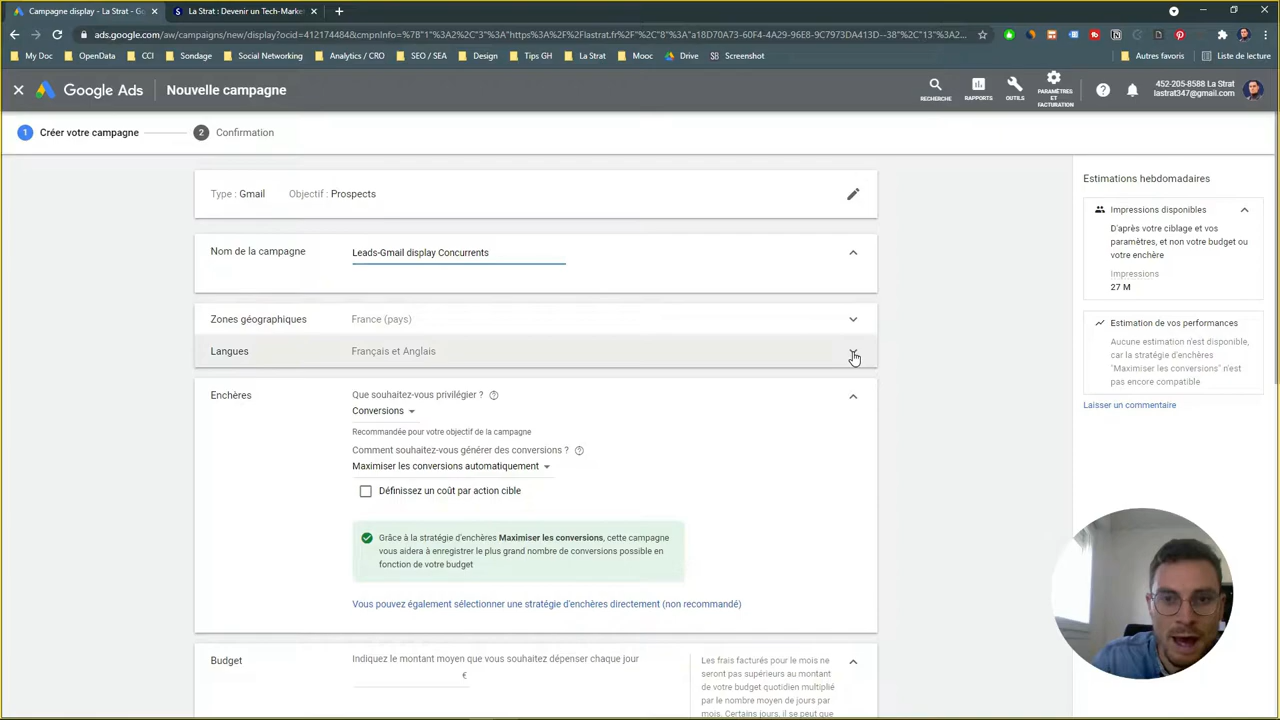 Campagne display - La Strat - Go
La Strat : Devenir un Tech-Market
ads.google.com/aw/campaigns/new/display?ocid=412174484&cmpnInfo=%7B"1"%3A2%2C"3"%3A"https%3A%2F%2Flastrat.fr%2F"%2C"8"%3A"a18D70A73-60F4-4A29-96E8-9737DA413D--38"%2C"13"%3A...
My Doc
OpenData
CCI
Sondage
Social Networking
Analytics / CRO
SEO / SEA
Design
Tips GH
La Strat
Mooc
Drive
Screenshot
Autres favoris
Liste de lecture
Google Ads
Nouvelle campagne
RECHERCHE
RAPPORTS
OUTILS
PARAMÈTRES
ET
FACTURATION
452-205-8588 La Strat
lastrat347@gmail.com
1 Créer votre campagne
2 Confirmation
Type : Gmail
Objectif : Prospects
Nom de la campagne
Leads-Gmail display Concurrents
Zones géographiques
France (pays)
Langues
Français et Anglais
Enchères
Que souhaitez-vous privilégier ?
Conversions
Recommandée pour votre objectif de la campagne
Comment souhaitez-vous générer des conversions ?
Maximiser les conversions automatiquement
Définissez un coût par action cible
Grâce à la stratégie d'enchères Maximiser les conversions, cette campagne
vous aidera à enregistrer le plus grand nombre de conversions possible en
fonction de votre budget
Vous pouvez également sélectionner une stratégie d'enchères directement (non recommandé)
Budget
Indiquez le montant moyen que vous souhaitez dépenser chaque jour
€
Les frais facturés pour le mois ne
seront pas supérieurs au montant
de votre budget quotidien multiplié
par le nombre moyen de jours par
mois. Certains jours, il se peut que
Estimations hebdomadaires
Impressions disponibles
D'après votre ciblage et vos
paramètres, et non votre budget ou
votre enchère
Impressions
27 M
Estimation de vos performances
Aucune estimation n'est disponible,
car la stratégie d'enchères
"Maximiser les conversions" n'est
pas encore compatible
Laisser un commentaire